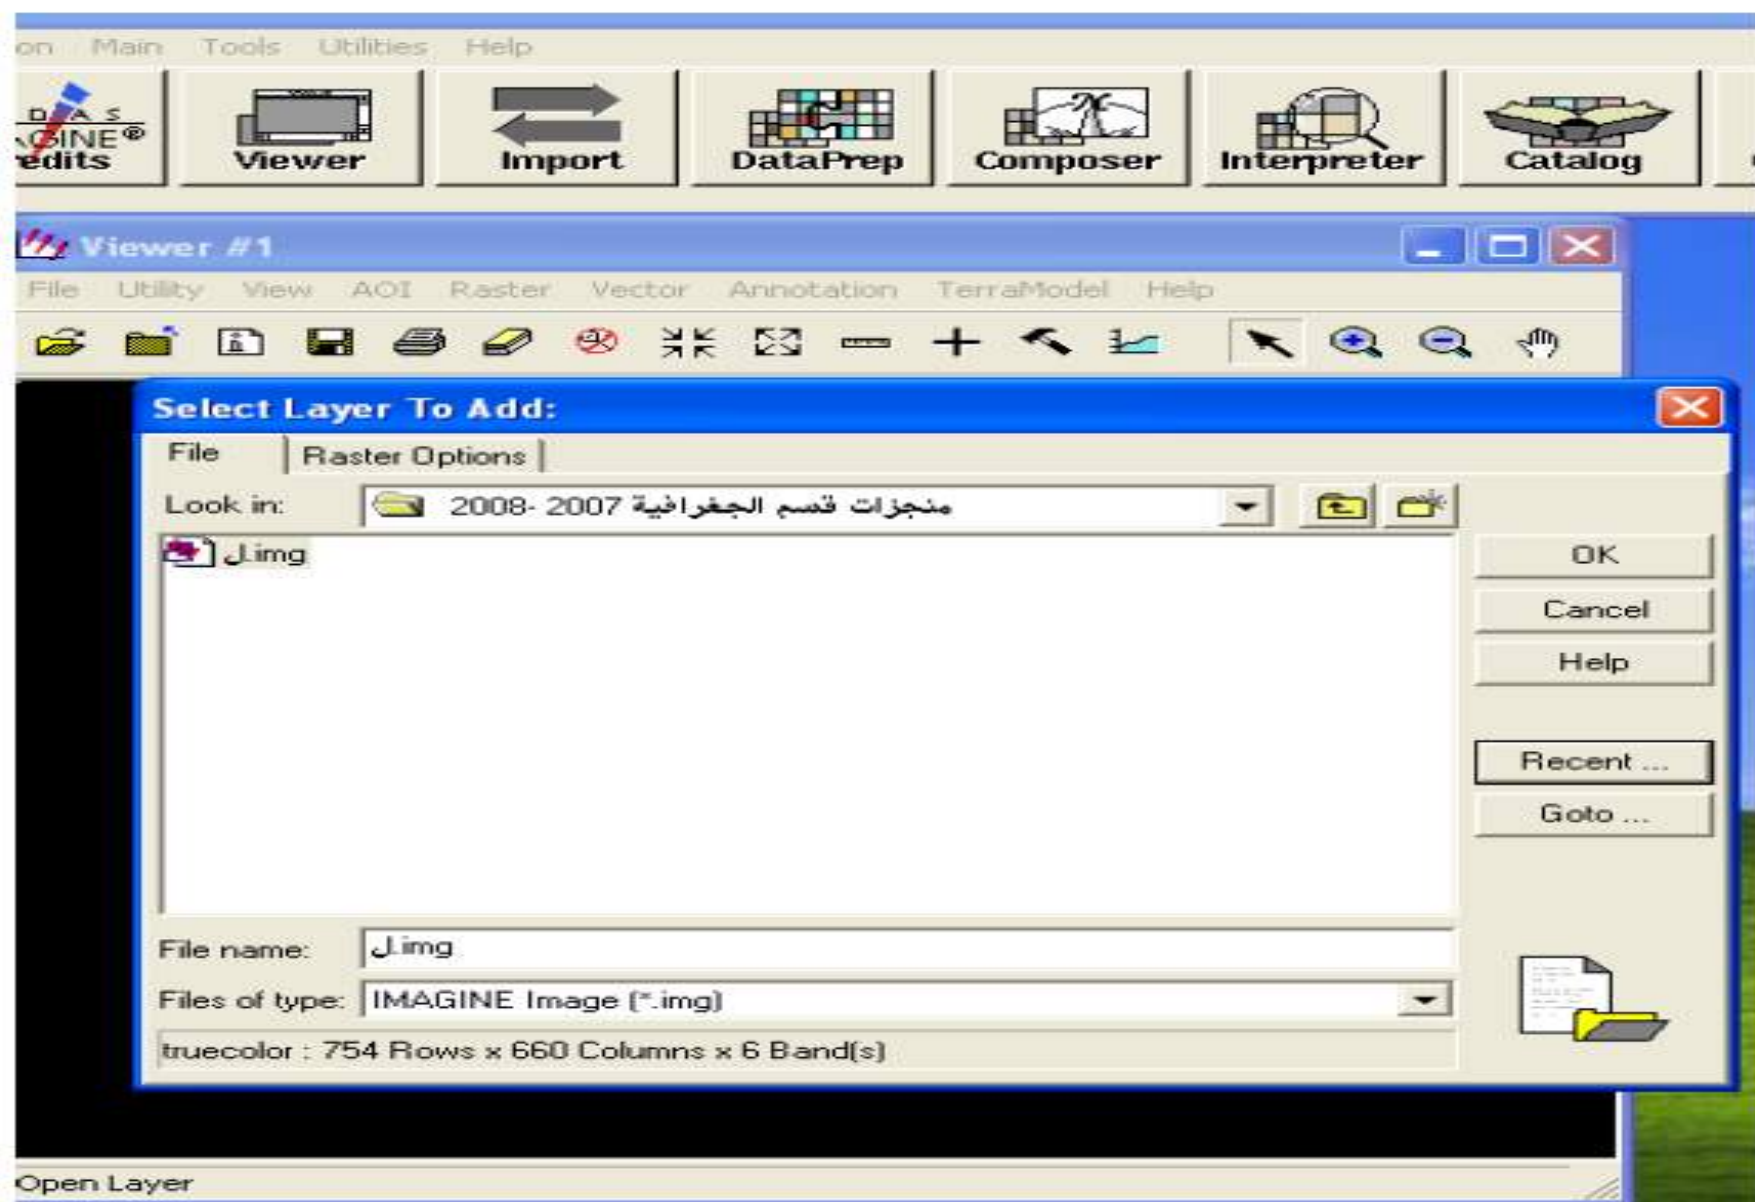 on Main Tools Utilities Help
D A S
AGINE®
edits
Viewer
Import
DataPrep
Composer
Interpreter
Catalog
Viewer #1
File Utility View AOI Raster Vector Annotation TerraModel Help
Select Layer To Add:
File Raster Options
Look in: منجزات قسم الجغرافية 2007 -2008
ل.img
OK
Cancel
Help
Recent ...
Goto ...
File name: ل.img
Files of type: IMAGINE Image (*.img)
truecolor : 754 Rows x 660 Columns x 6 Band(s)
Open Layer